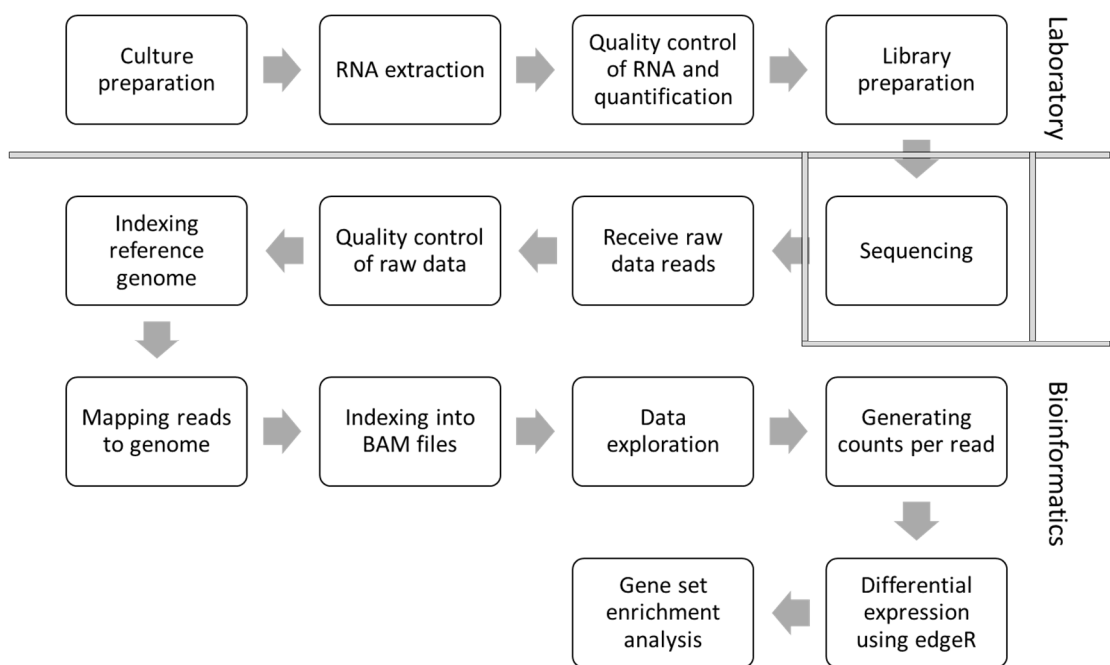 Culture
preparation
RNA extraction
Quality control
of RNA and
quantification
Library
preparation
Laboratory
Sequencing
Receive raw
data reads
Quality control
of raw data
Indexing
reference
genome
Mapping reads
to genome
Indexing into
BAM files
Data
exploration
Generating
counts per read
Bioinformatics
Differential
expression
using edgeR
Gene set
enrichment
analysis